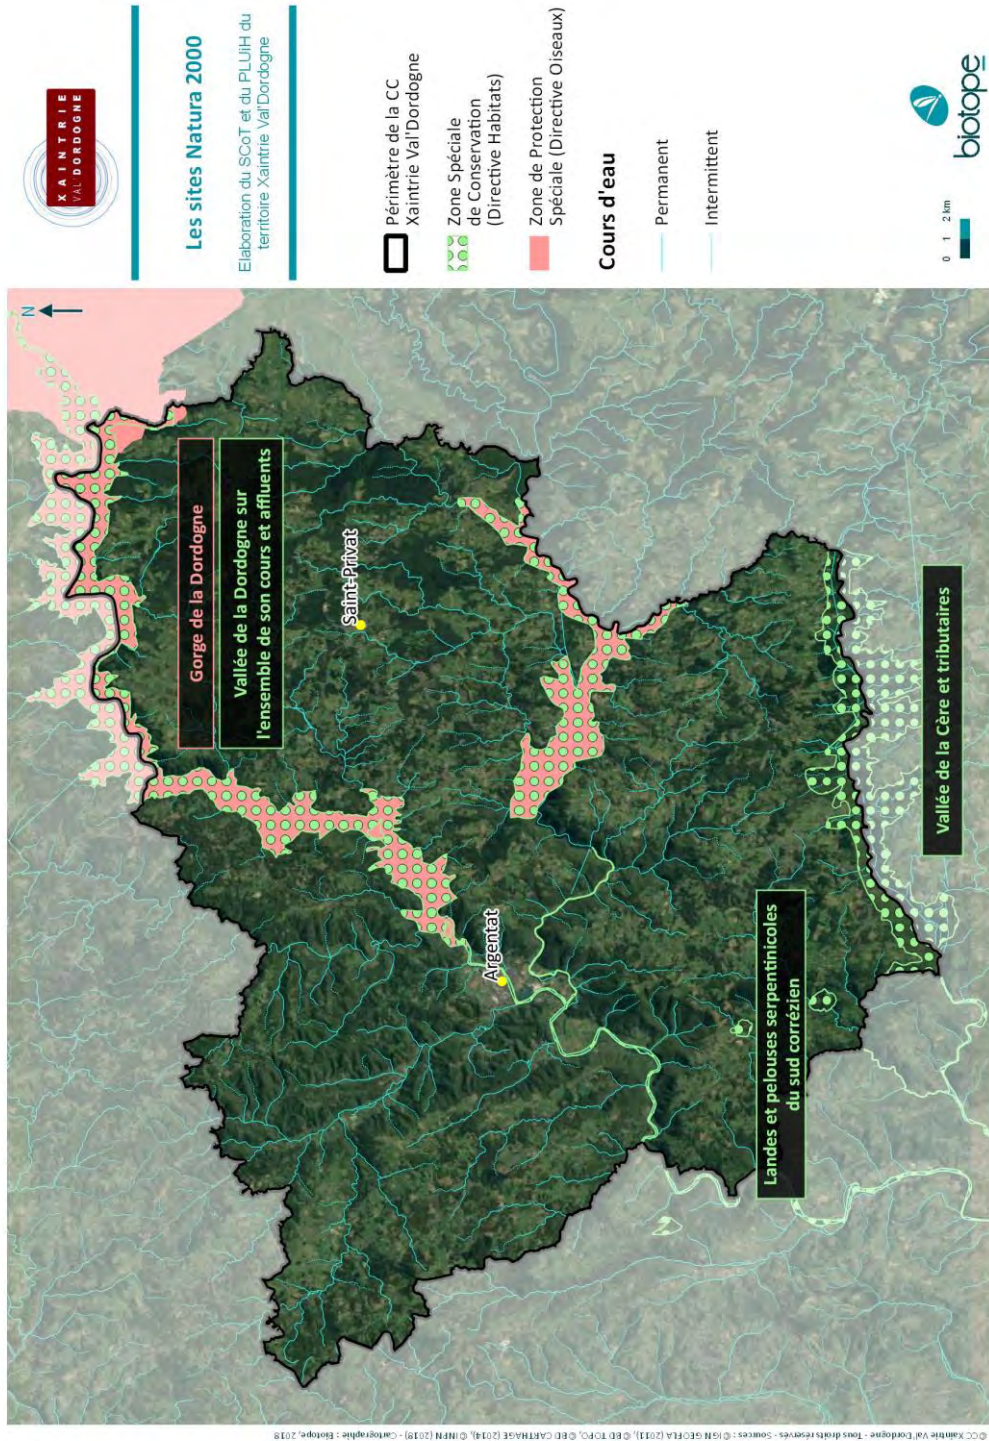 XAINTRIE
VAL'DORDOGNE
Les sites Natura 2000
Elaboration du SCoT et du PLUiH du
territoire Xaintrie Val'Dordogne
Périmètre de la CC
Xaintrie Val'Dordogne
Zone Spéciale
de Conservation
(Directive Habitats)
Zone de Protection
Spéciale (Directive Oiseaux)
Cours d'eau
Permanent
Intermittent
0 1 2 km
biotope
N
Gorge de la Dordogne
Vallée de la Dordogne sur
l'ensemble de son cours et affluents
Saint-Privat
Argentat
Landes et pelouses serpentinicoles
du sud corrézien
Vallée de la Cère et tributaires
© CC Xaintrie Val'Dordogne - Tous droits réservés - Sources : © IGN GEOFLA (2011), © BD TOPO, © BD CARTHAGE (2014), © INPN (2018) - Cartographie : Biotope, 2018